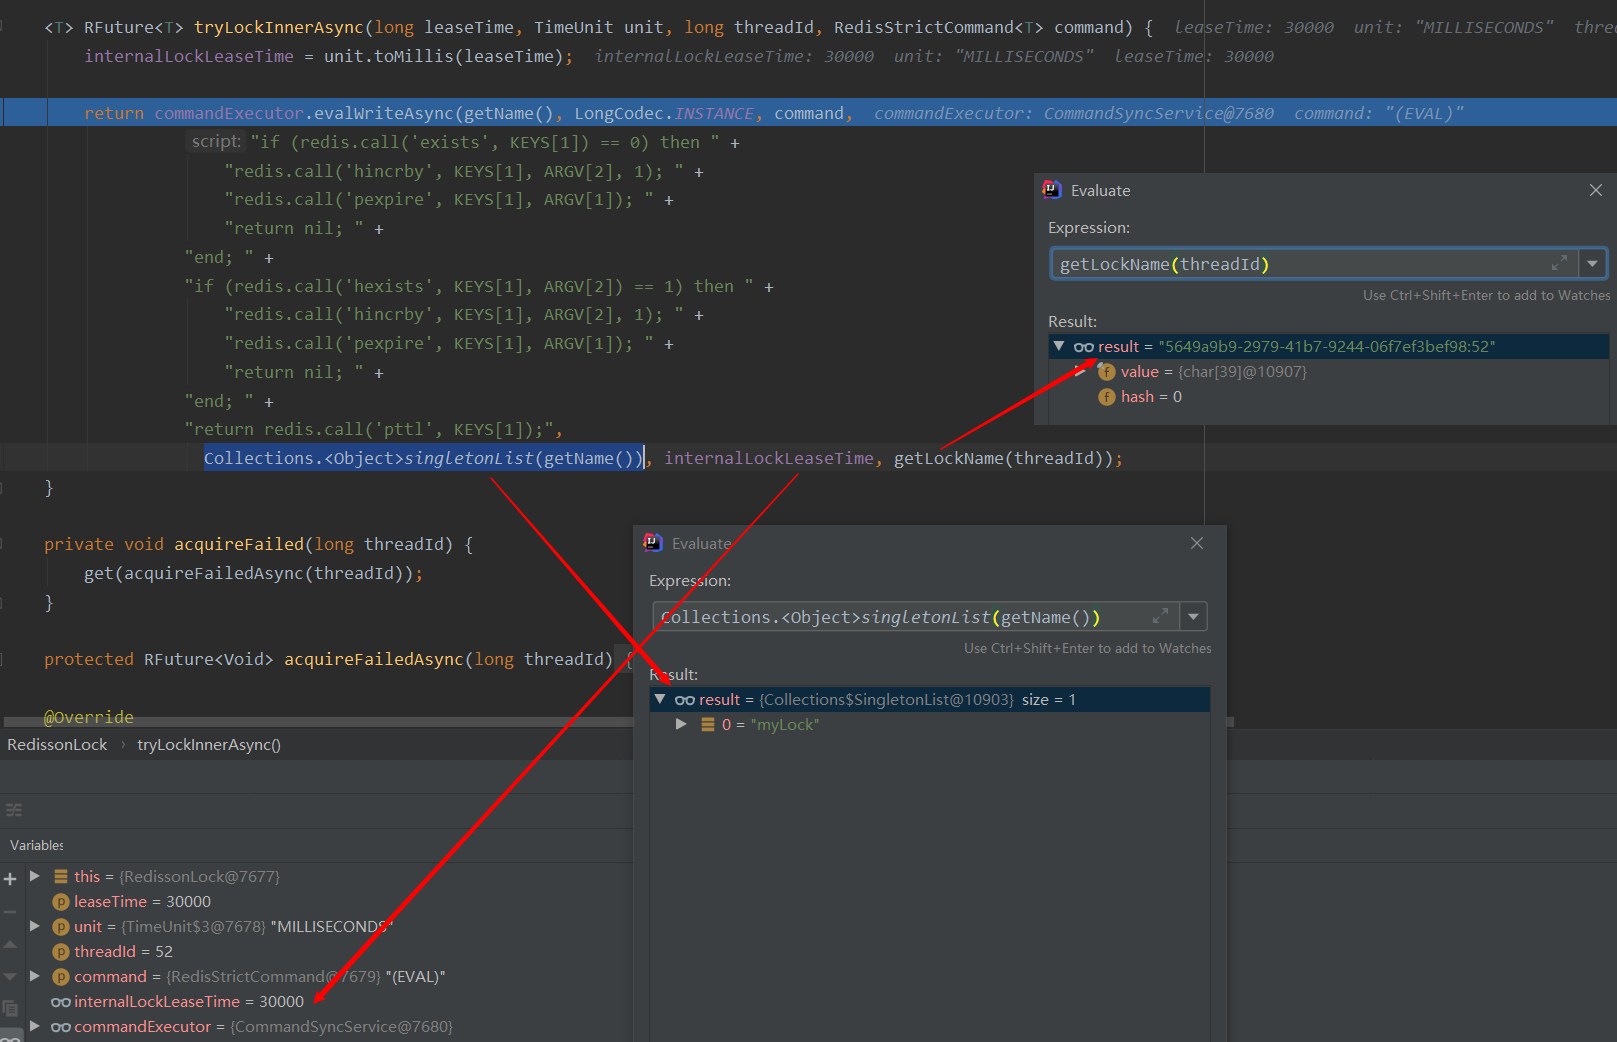 <T> RFuture<T> tryLockInnerAsync(long leaseTime, TimeUnit unit, long threadId, RedisStrictCommand<T> command) {  leaseTime: 30000  unit: "MILLISECONDS"
internalLockLeaseTime = unit.toMillis(leaseTime);  internalLockLeaseTime: 30000  unit: "MILLISECONDS"  leaseTime: 30000
return commandExecutor.evalWriteAsync(getName(), LongCodec.INSTANCE, command,  commandExecutor: CommandSyncService@7680  command: "(EVAL)"
script: "if (redis.call('exists', KEYS[1]) == 0) then " +
"redis.call('hincrby', KEYS[1], ARGV[2], 1); " +
"redis.call('pexpire', KEYS[1], ARGV[1]); " +
"return nil; " +
"end; " +
"if (redis.call('hexists', KEYS[1], ARGV[2]) == 1) then " +
"redis.call('hincrby', KEYS[1], ARGV[2], 1); " +
"redis.call('pexpire', KEYS[1], ARGV[1]); " +
"return nil; " +
"end; " +
"return redis.call('pttl', KEYS[1]);",
Collections.<Object>singletonList(getName()), internalLockLeaseTime, getLockName(threadId));
}
private void acquireFailed(long threadId) {
get(acquireFailedAsync(threadId));
}
protected RFuture<Void> acquireFailedAsync(long threadId) {
@Override
RedissonLock › tryLockInnerAsync()
Evaluate
Expression:
getLockName(threadId)
Use Ctrl+Shift+Enter to add to Watches
Result:
result = "5649a9b9-2979-41b7-9244-06f7ef3bef98:52"
value = {char[39]@10907}
hash = 0
Evaluate
Expression:
Collections.<Object>singletonList(getName())
Use Ctrl+Shift+Enter to add to Watches
Result:
result = {Collections$SingletonList@10903} size = 1
0 = "myLock"
Variables
this = {RedissonLock@7677}
leaseTime = 30000
unit = {TimeUnit$3@7678} "MILLISECONDS"
threadId = 52
command = {RedisStrictCommand@7679} "(EVAL)"
internalLockLeaseTime = 30000
commandExecutor = {CommandSyncService@7680}